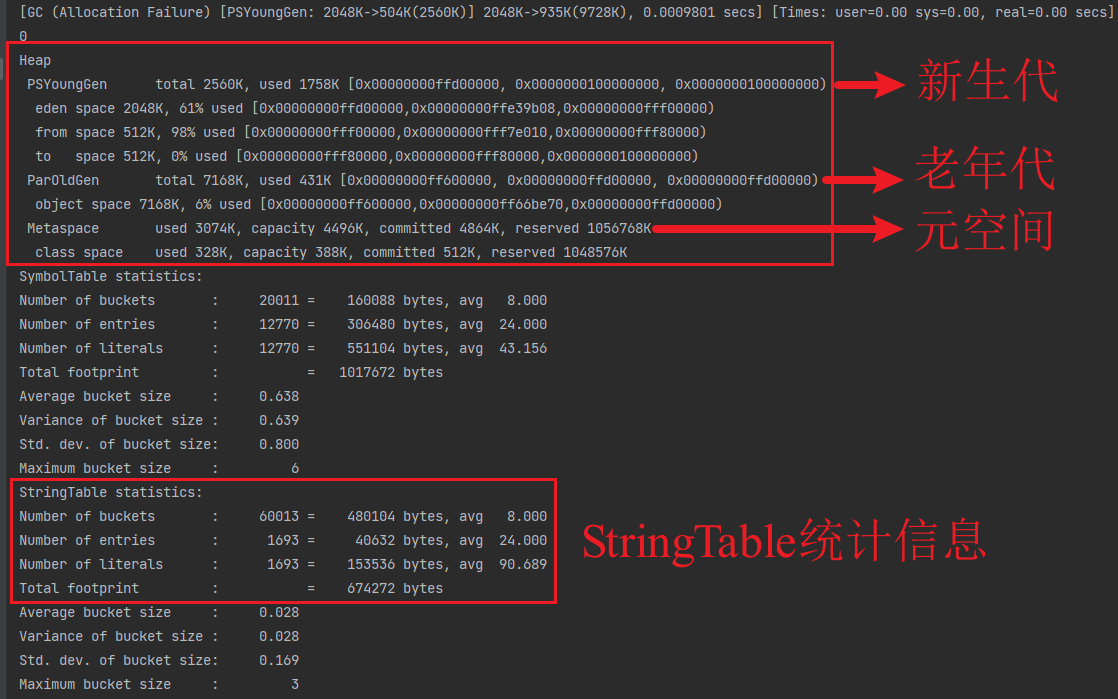 [GC (Allocation Failure) [PSYoungGen: 2048K->504K(2560K)] 2048K->935K(9728K), 0.0009801 secs] [Times: user=0.00 sys=0.00, real=0.00 secs]
0
Heap
PSYoungGen total 2560K, used 1758K [0x00000000ffd00000, 0x0000000100000000, 0x0000000100000000) 新生代
eden space 2048K, 61% used [0x00000000ffd00000,0x00000000ffe39b08,0x00000000fff00000)
from space 512K, 98% used [0x00000000fff00000,0x00000000fff7e010,0x00000000fff80000)
to space 512K, 0% used [0x00000000fff80000,0x00000000fff80000,0x0000000100000000)
ParOldGen total 7168K, used 431K [0x00000000ff600000, 0x00000000ffd00000, 0x00000000ffd00000) 老年代
object space 7168K, 6% used [0x00000000ff600000,0x00000000ff66be70,0x00000000ffd00000)
Metaspace used 3074K, capacity 4496K, committed 4864K, reserved 1056768K 元空间
class space used 328K, capacity 388K, committed 512K, reserved 1048576K
SymbolTable statistics:
Number of buckets : 20011 = 160088 bytes, avg 8.000
Number of entries : 12770 = 306480 bytes, avg 24.000
Number of literals : 12770 = 551104 bytes, avg 43.156
Total footprint : = 1017672 bytes
Average bucket size : 0.638
Variance of bucket size : 0.639
Std. dev. of bucket size: 0.800
Maximum bucket size : 6
StringTable statistics:
Number of buckets : 60013 = 480104 bytes, avg 8.000
Number of entries : 1693 = 40632 bytes, avg 24.000
StringTable统计信息
Number of literals : 1693 = 153536 bytes, avg 90.689
Total footprint : = 674272 bytes
Average bucket size : 0.028
Variance of bucket size : 0.028
Std. dev. of bucket size: 0.169
Maximum bucket size : 3